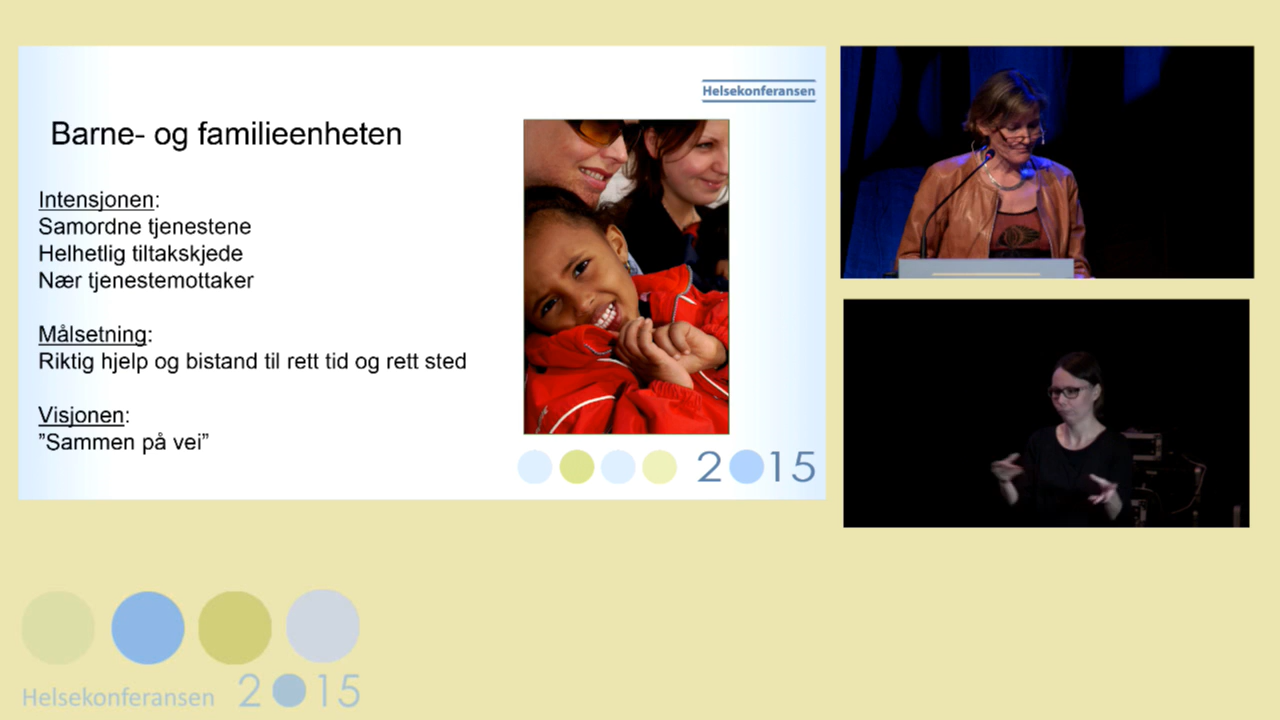 Helsekonferansen
Barne- og familieenheten
Intensjonen:
Samordne tjenestene
Helhetlig tiltakskjede
Nær tjenestemottaker
Målsetning:
Riktig hjelp og bistand til rett tid og rett sted
Visjonen:
”Sammen på vei”
2015
Helsekonferansen 2015